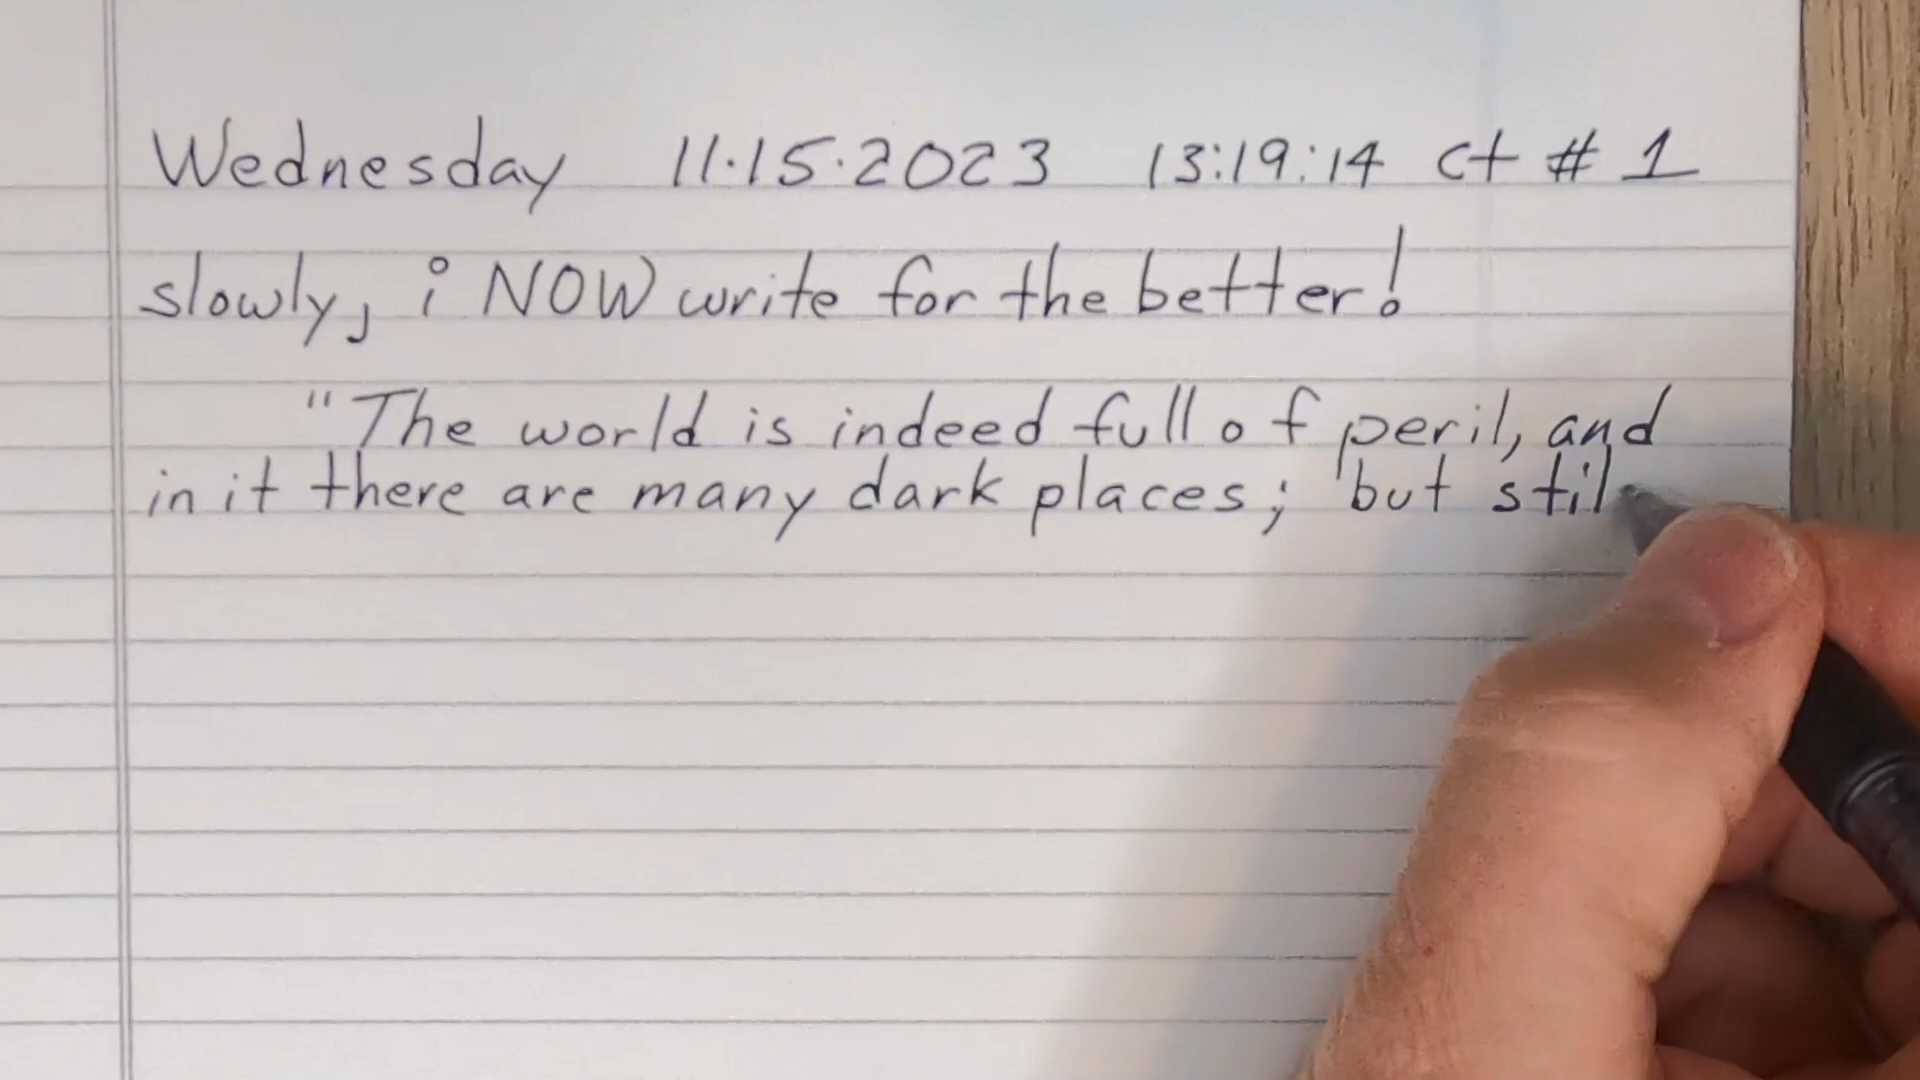 Wednesday 11.15.2023 13:19:14 ct # 1
slowly, i NOW write for the better!
"The world is indeed full of peril, and
in it there are many dark places; but stil